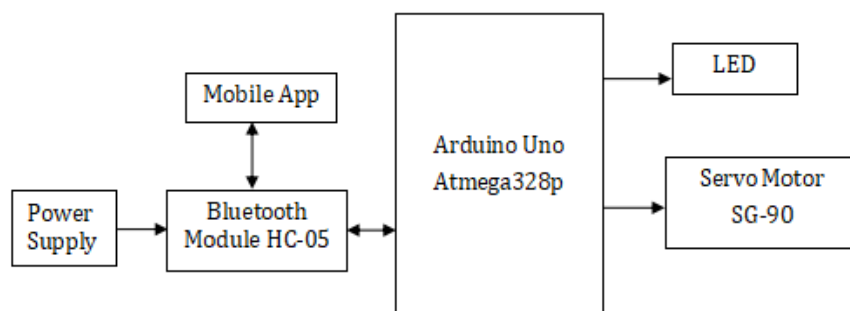 Mobile App
Power
Supply
Bluetooth
Module HC-05
Arduino Uno
Atmega328p
LED
Servo Motor
SG-90